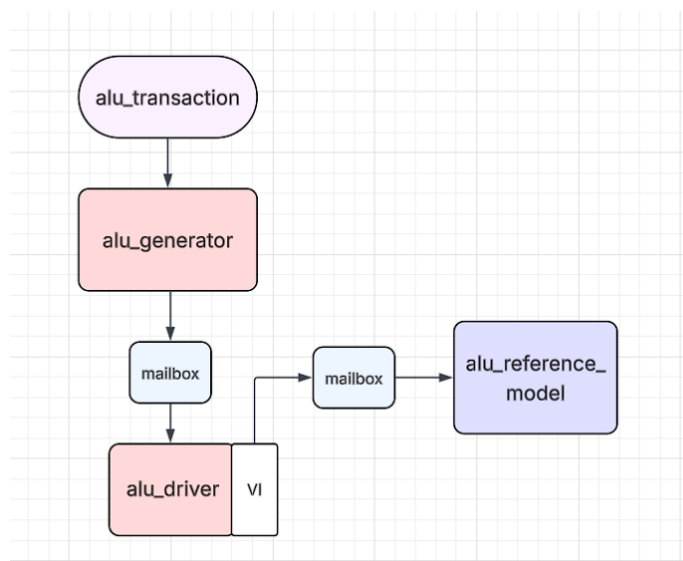 alu_transaction
alu_generator
mailbox
mailbox
alu_reference_
model
alu_driver
VI